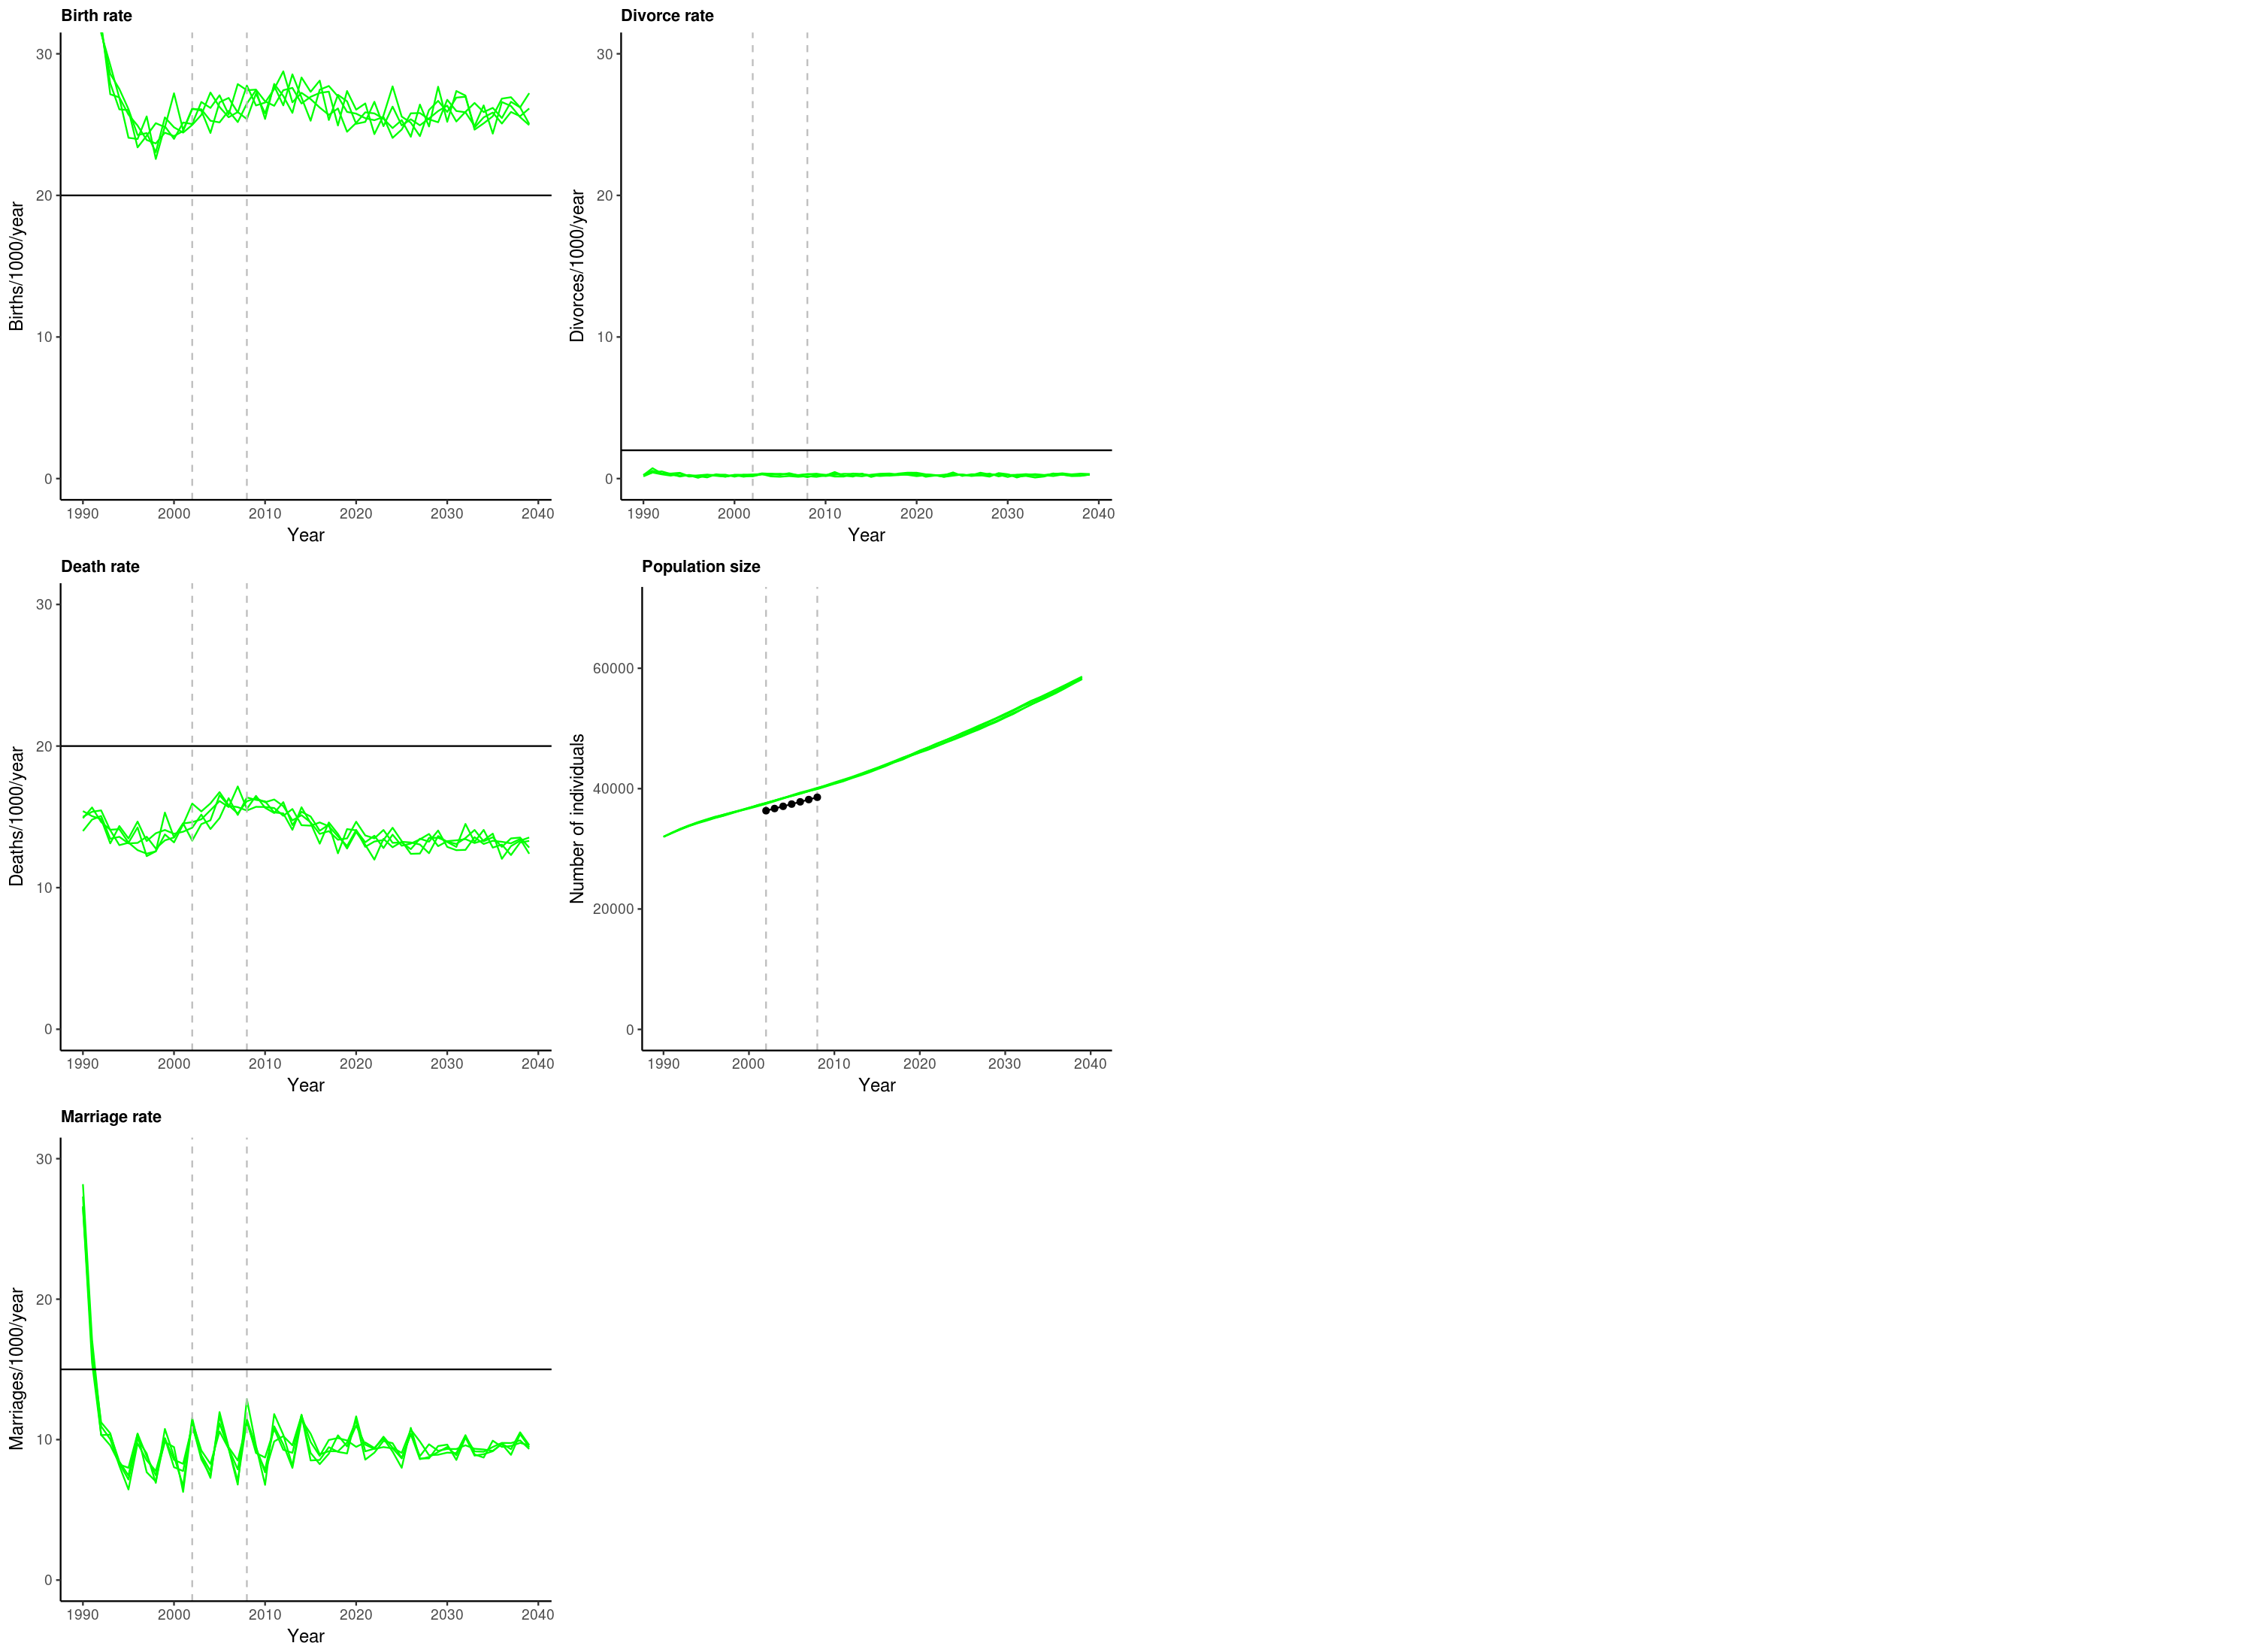 Birth rate
30
20
10
0
Births/1000/year
1990 2000 2010 2020 2030 2040
Year
Divorce rate
30
20
10
0
Divorces/1000/year
1990 2000 2010 2020 2030 2040
Year
Death rate
30
20
10
0
Deaths/1000/year
1990 2000 2010 2020 2030 2040
Year
Population size
60000
40000
20000
0
Number of individuals
1990 2000 2010 2020 2030 2040
Year
Marriage rate
30
20
10
0
Marriages/1000/year
1990 2000 2010 2020 2030 2040
Year